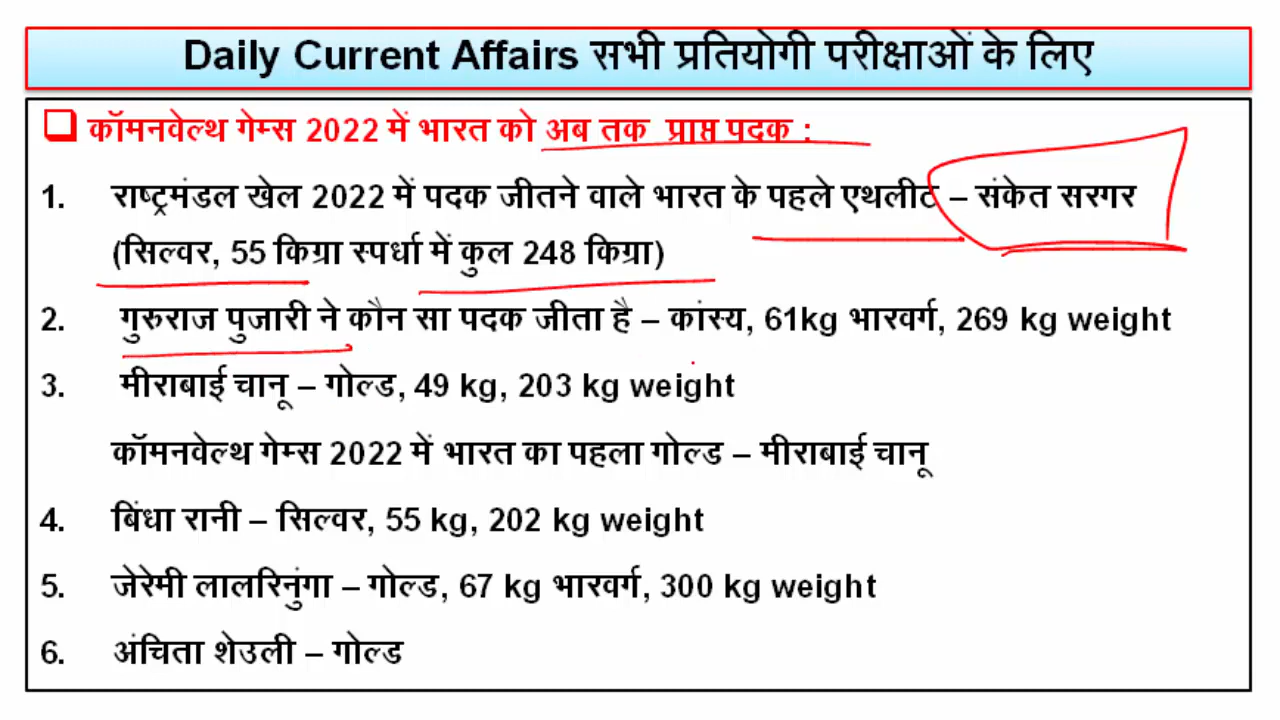 Daily Current Affairs सभी प्रतियोगी परीक्षाओं के लिए
कॉमनवेल्थ गेम्स 2022 में भारत को अब तक प्राप्त पदक :
1. राष्ट्रमंडल खेल 2022 में पदक जीतने वाले भारत के पहले एथलीट – संकेत सरगर
(सिल्वर, 55 किग्रा स्पर्धा में कुल 248 किग्रा)
2. गुरुराज पुजारी ने कौन सा पदक जीता है – कांस्य, 61kg भारवर्ग, 269 kg weight
3. मीराबाई चानू – गोल्ड, 49 kg, 203 kg weight
कॉमनवेल्थ गेम्स 2022 में भारत का पहला गोल्ड – मीराबाई चानू
4. बिंधा रानी – सिल्वर, 55 kg, 202 kg weight
5. जेरेमी लालरिनुंगा – गोल्ड, 67 kg भारवर्ग, 300 kg weight
6. अंचिता शेउली – गोल्ड